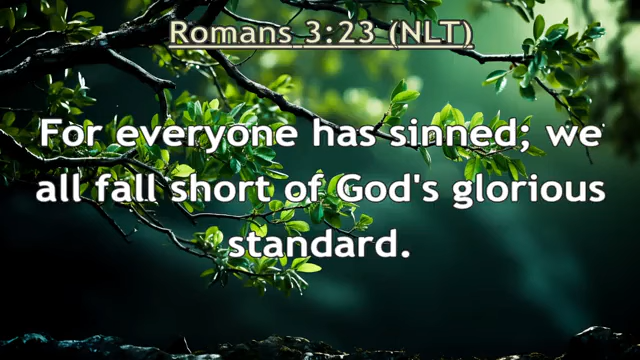 Romans 3:23 (NLT)
For everyone has sinned; we
all fall short of God's glorious
standard.